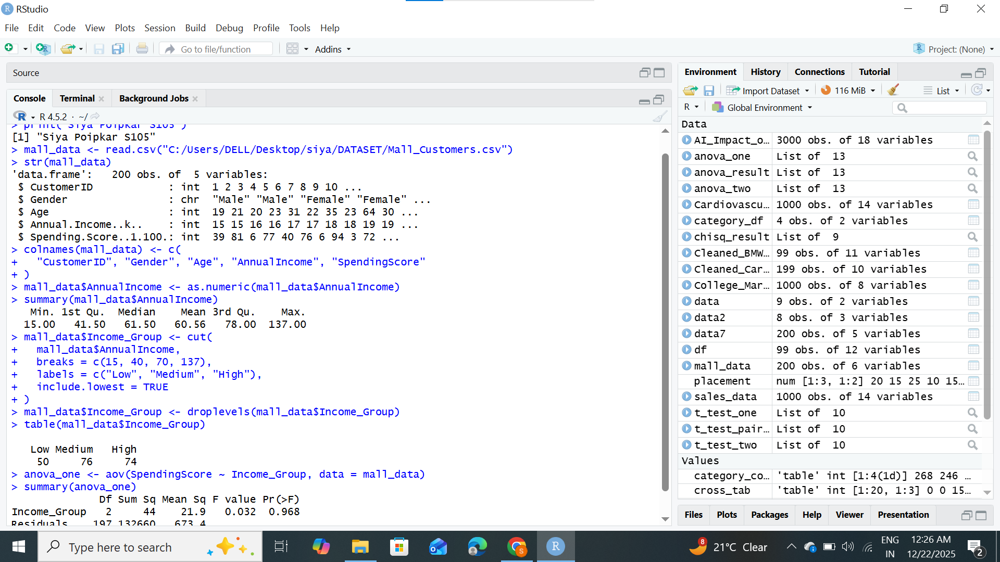 RStudio
File Edit Code View Plots Session Build Debug Profile Tools Help
Go to file/function Addins Project: (None)
Source
Console Terminal Background Jobs
R 4.5.2 · ~/
> print("Siya Poipkar S105")
[1] "Siya Poipkar S105"
> mall_data <- read.csv("C:/Users/DELL/Desktop/siya/DATASET/Mall_Customers.csv")
> str(mall_data)
'data.frame':   200 obs. of  5 variables:
 $ CustomerID            : int  1 2 3 4 5 6 7 8 9 10 ...
 $ Gender                : chr  "Male" "Male" "Female" "Female" ...
 $ Age                   : int  19 21 20 23 31 22 35 23 64 30 ...
 $ Annual.Income..k..    : int  15 15 16 16 17 17 18 18 19 19 ...
 $ Spending.Score..1.100.: int  39 81 6 77 40 76 6 94 3 72 ...
> colnames(mall_data) <- c(
+   "CustomerID", "Gender", "Age", "AnnualIncome", "SpendingScore"
+ )
> mall_data$AnnualIncome <- as.numeric(mall_data$AnnualIncome)
> summary(mall_data$AnnualIncome)
   Min. 1st Qu.  Median    Mean 3rd Qu.    Max.
  15.00   41.50   61.50   60.56   78.00  137.00
> mall_data$Income_Group <- cut(
+   mall_data$AnnualIncome,
+   breaks = c(15, 40, 70, 137),
+   labels = c("Low", "Medium", "High"),
+   include.lowest = TRUE
+ )
> mall_data$Income_Group <- droplevels(mall_data$Income_Group)
> table(mall_data$Income_Group)
   Low Medium   High
    50     76     74
> anova_one <- aov(SpendingScore ~ Income_Group, data = mall_data)
> summary(anova_one)
              Df Sum Sq Mean Sq F value Pr(>F)
Income_Group   2     44    21.9   0.032  0.968
Residuals    197 132660   673.4
Environment History Connections Tutorial
Import Dataset 116 MiB List
R Global Environment
Data
AI_Impact_o... 3000 obs. of 18 variables
anova_one List of 13
anova_result List of 13
anova_two List of 13
Cardiovascu... 1000 obs. of 14 variables
category_df 4 obs. of 2 variables
chisq_result List of 9
Cleaned_BMW... 99 obs. of 11 variables
Cleaned_Car... 199 obs. of 10 variables
College_Mar... 1000 obs. of 8 variables
data 9 obs. of 2 variables
data2 8 obs. of 3 variables
data7 200 obs. of 5 variables
df 99 obs. of 12 variables
mall_data 200 obs. of 6 variables
placement num [1:3, 1:2] 20 15 25 10 15...
sales_data 1000 obs. of 14 variables
t_test_one List of 10
t_test_pair... List of 10
t_test_two List of 10
Values
category_co... 'table' int [1:4(1d)] 268 246 ...
cross_tab 'table' int [1:20, 1:3] 0 0 15...
Files Plots Packages Help Viewer Presentation
Type here to search
8 21°C Clear
ENG
IN
12:26 AM
12/22/2025
2